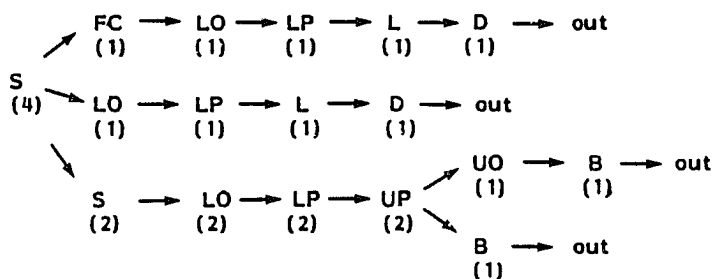 FC → LO → LP → L → D → out
(1) (1) (1) (1) (1)
S
(4)
LO → LP → L → D → out
(1) (1) (1) (1)
UO → B → out
(1) (1)
S → LO → LP → UP
(2) (2) (2) (2)
B → out
(1)